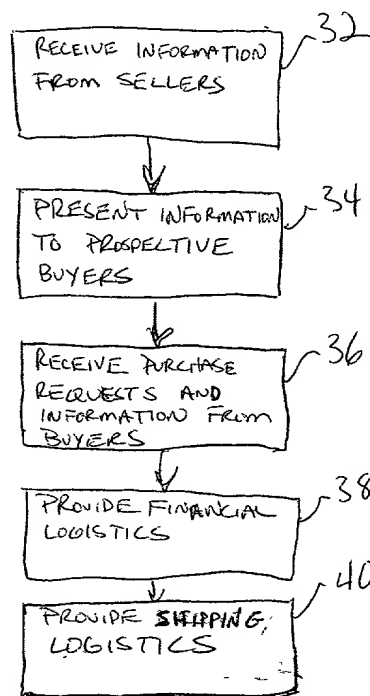 32
RECEIVE INFORMATION
FROM SELLERS
34
PRESENT INFORMATION
TO PROSPECTIVE
BUYERS
36
RECEIVE PURCHASE
REQUESTS AND
INFORMATION FROM
BUYERS
38
PROVIDE FINANCIAL
LOGISTICS
40
PROVIDE SHIPPING
LOGISTICS